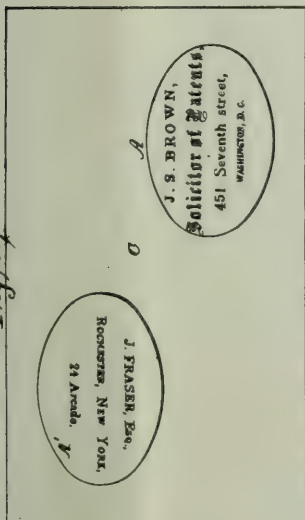 J. S. BROWN,
Solicitor of Patents,
451 Seventh street,
WASHINGTON, D. C.
A
C
J. FRASER, ESQ.,
ROCHESTER, NEW YORK,
24 Arcade.